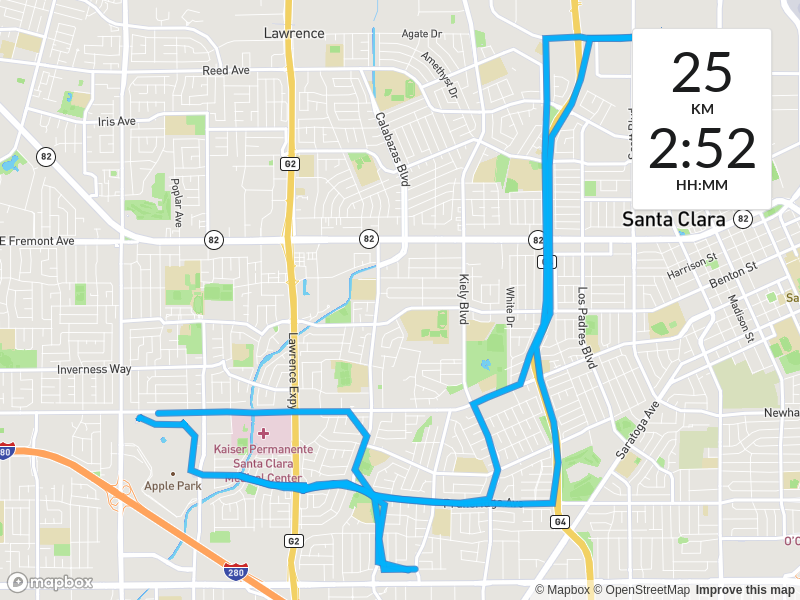 Lawrence
Agate Dr
Reed Ave
Amethyst Dr
25
KM
2:52
HH:MM
Iris Ave
Calabazas Blvd
82
G2
Poplar Ave
Santa Clara
82
E Fremont Ave
82
82
82
Harrison St
Benton St
Kiely Blvd
White Dr
Los Padres Blvd
Madison St
Lawrence Expy
Inverness Way
Saratoga Ave
Newha
Kaiser Permanente
Santa Clara
Medical Center
280
Apple Park
G4
G2
280
mapbox
© Mapbox © OpenStreetMap Improve this map